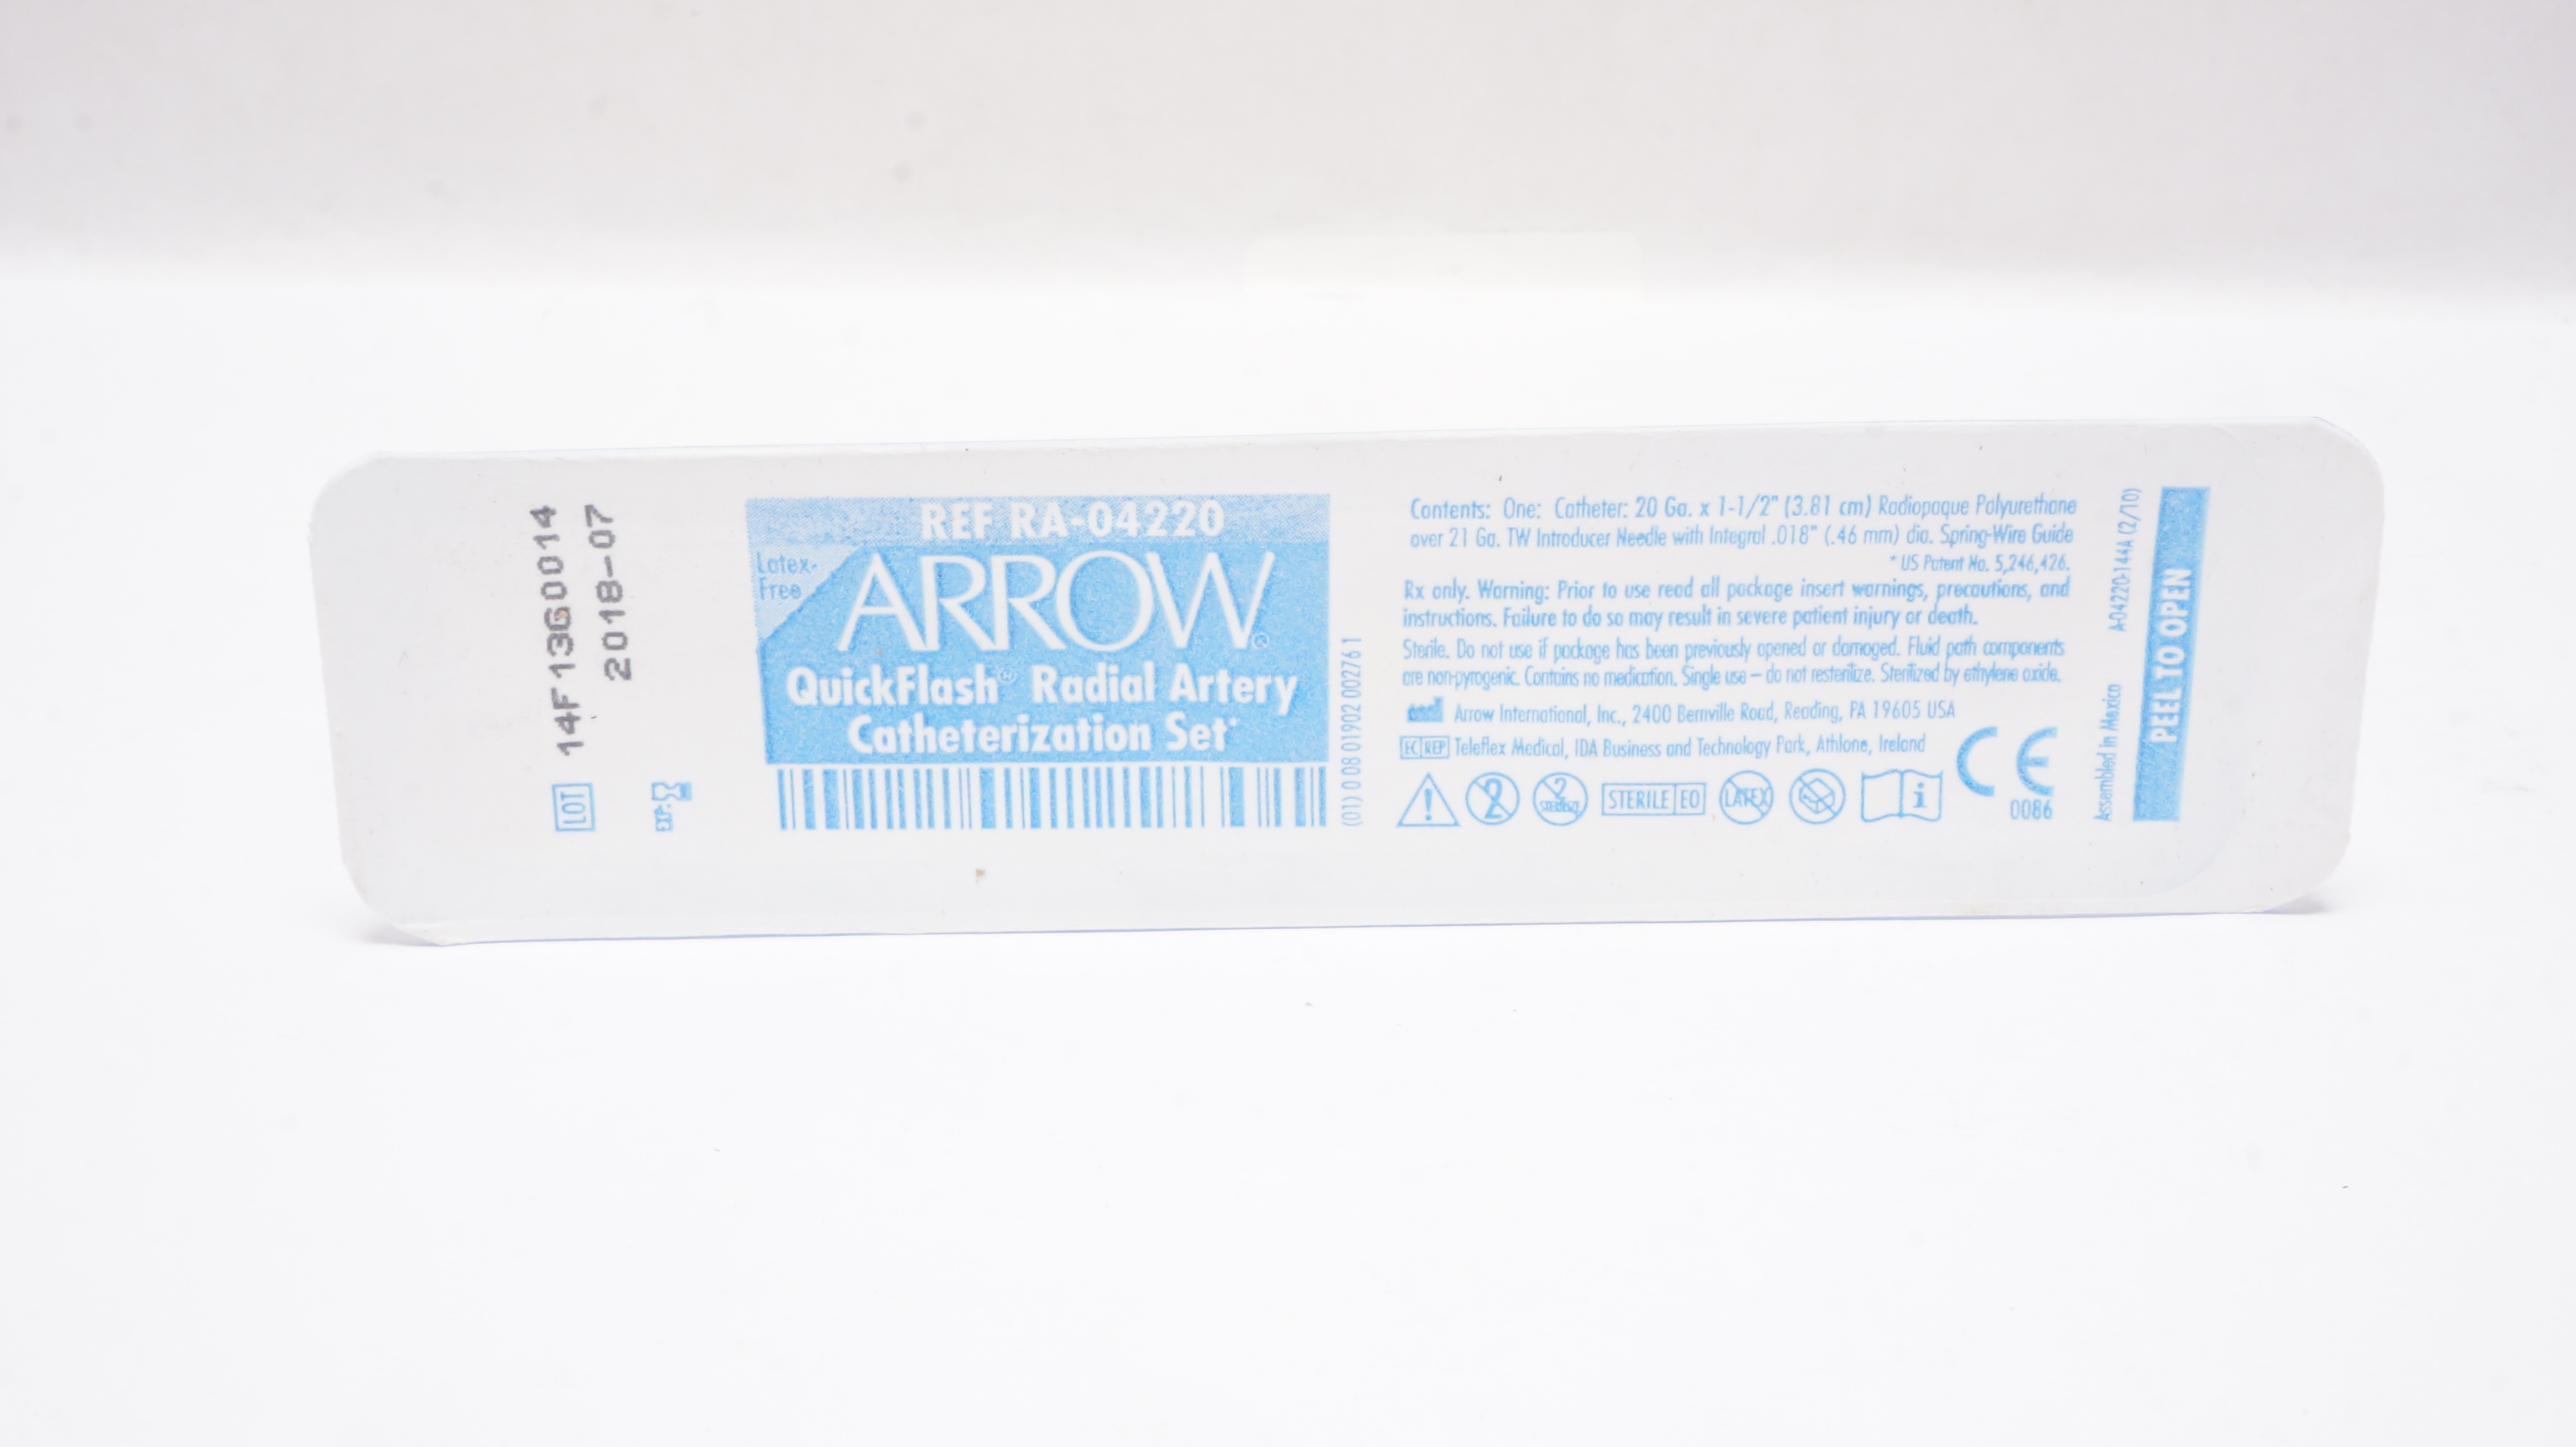 LOT 14F13G0014
EXP: 2018-07
REF RA-04220
Latex-
Free
ARROW®
QuickFlash® Radial Artery
Catheterization Set*
(01) 0 08 01902 00276 1
Contents: One: Catheter: 20 Ga. x 1-1/2" (3.81 cm) Radiopaque Polyurethane
over 21 Ga. TW Introducer Needle with Integral .018" (.46 mm) dia. Spring-Wire Guide
* US Patent No. 5,246,426.
Rx only. Warning: Prior to use read all package insert warnings, precautions, and
instructions. Failure to do so may result in severe patient injury or death.
Sterile. Do not use if package has been previously opened or damaged. Fluid path components
are non-pyrogenic. Contains no medication. Single use – do not resterilize. Sterilized by ethylene oxide.
Arrow International, Inc., 2400 Bernville Road, Reading, PA 19605 USA
EC REP Teleflex Medical, IDA Business and Technology Park, Athlone, Ireland
! 2 2 STERILIZE STERILE EO LATEX i CE
0086
Assembled in Mexico A-04220-144A (2/10)
PEEL TO OPEN